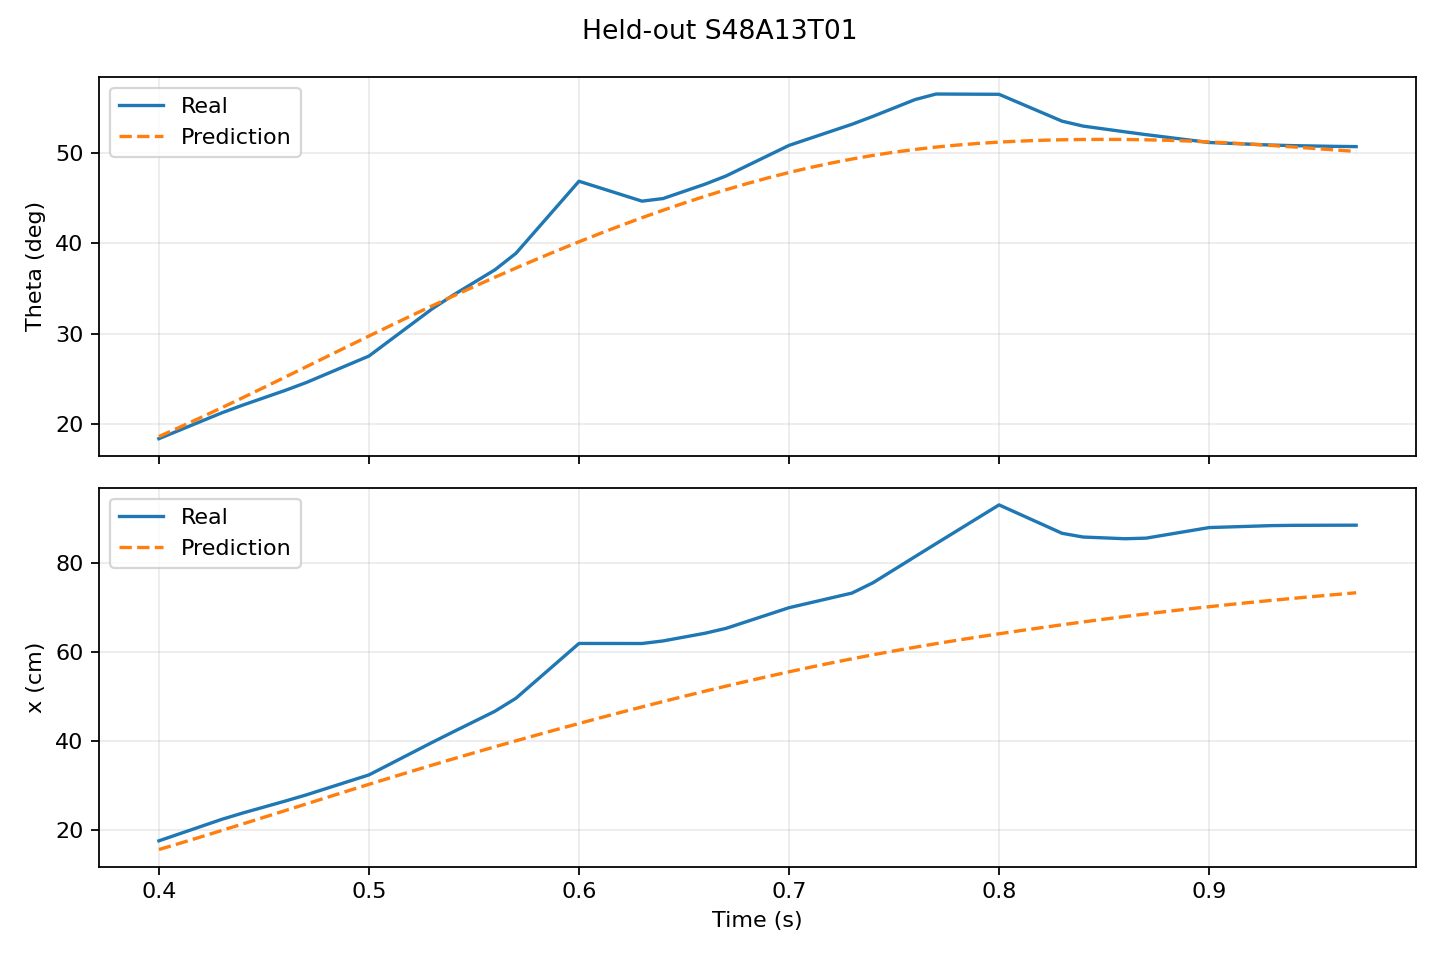 Held-out S48A13T01
Real
Prediction
Theta (deg)
50
40
30
20
Real
Prediction
x (cm)
80
60
40
20
0.4 0.5 0.6 0.7 0.8 0.9
Time (s)